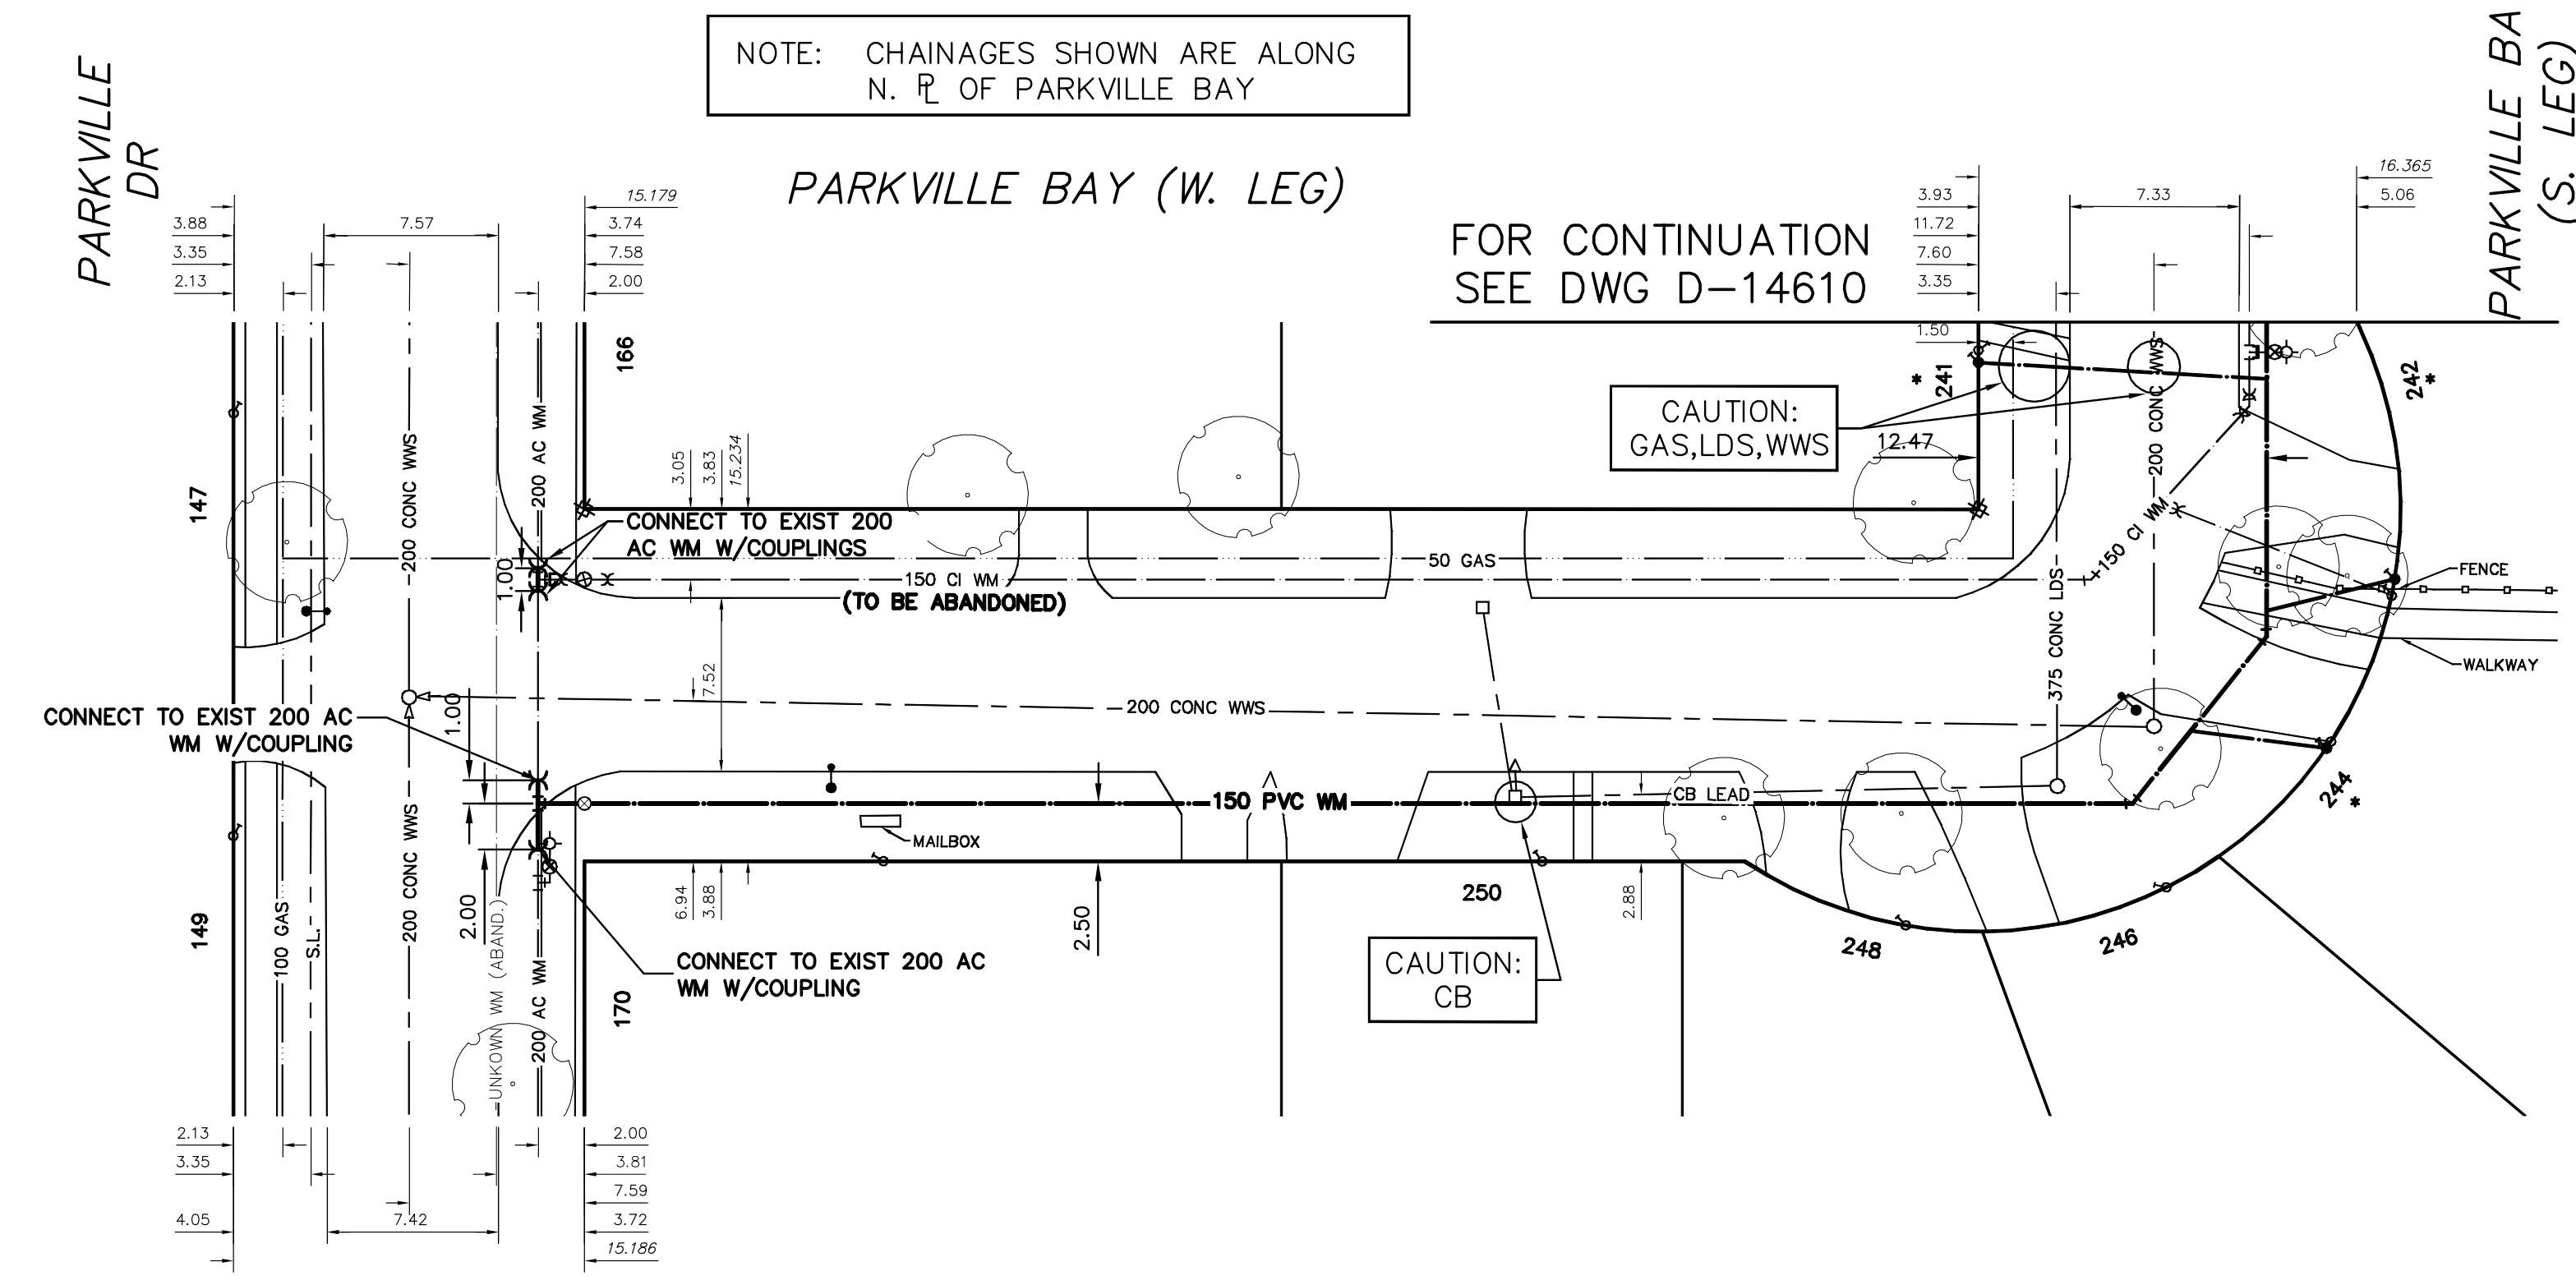 NOTE: CHAINAGES SHOWN ARE ALONG
N. PL OF PARKVILLE BAY
PARKVILLE
DR
PARKVILLE BAY (W. LEG)
PARKVILLE BA
(S. LEG)
FOR CONTINUATION
SEE DWG D-14610
15.179
3.88
7.57
3.74
3.35
7.58
2.13
2.00
16.365
3.93
7.33
5.06
11.72
7.60
3.35
1.50
166
147
200 CONC WWS
200 AC WM
3.05
3.83
15.234
CONNECT TO EXIST 200
AC WM W/COUPLINGS
1.00
150 CI WM
(TO BE ABANDONED)
50 GAS
CAUTION:
GAS,LDS,WWS
* 241
12.47
200 CONC WWS
242 *
+150 CI WM
375 CONC LDS
FENCE
WALKWAY
CONNECT TO EXIST 200 AC
WM W/COUPLING
1.00
7.52
200 CONC WWS
150 PVC WM
CB LEAD
MAILBOX
244 *
2.00
6.94
3.88
2.50
250
2.88
248
246
149
100 GAS
S.L.
200 CONC WWS
UNKOWN WM (ABAND.)
200 AC WM
170
CONNECT TO EXIST 200 AC
WM W/COUPLING
CAUTION:
CB
2.13
2.00
3.35
3.81
7.59
4.05
7.42
3.72
15.186